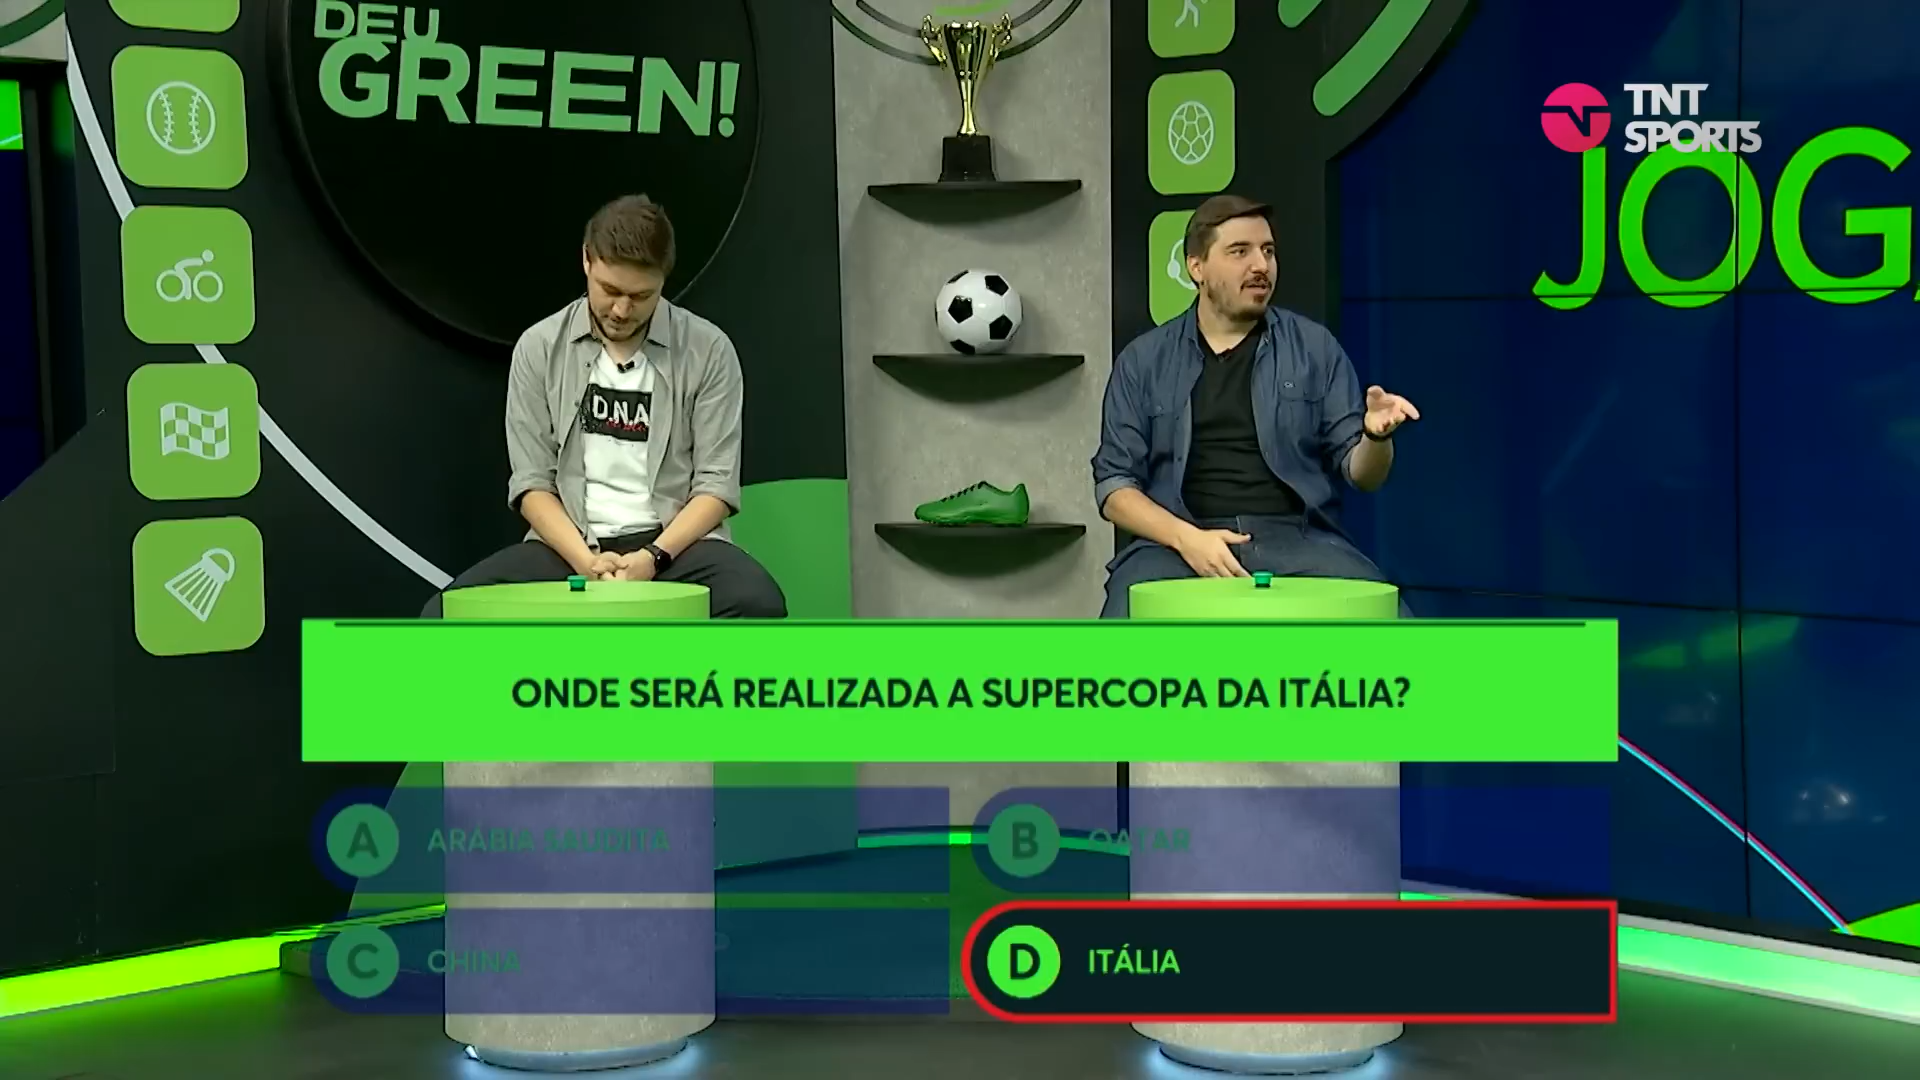 DEU
GREEN!
TNT
SPORTS
JOG
D.N.A
ONDE SERÁ REALIZADA A SUPERCOPA DA ITÁLIA?
A ARÁBIA SAUDITA
B QATAR
C CHINA
D ITÁLIA